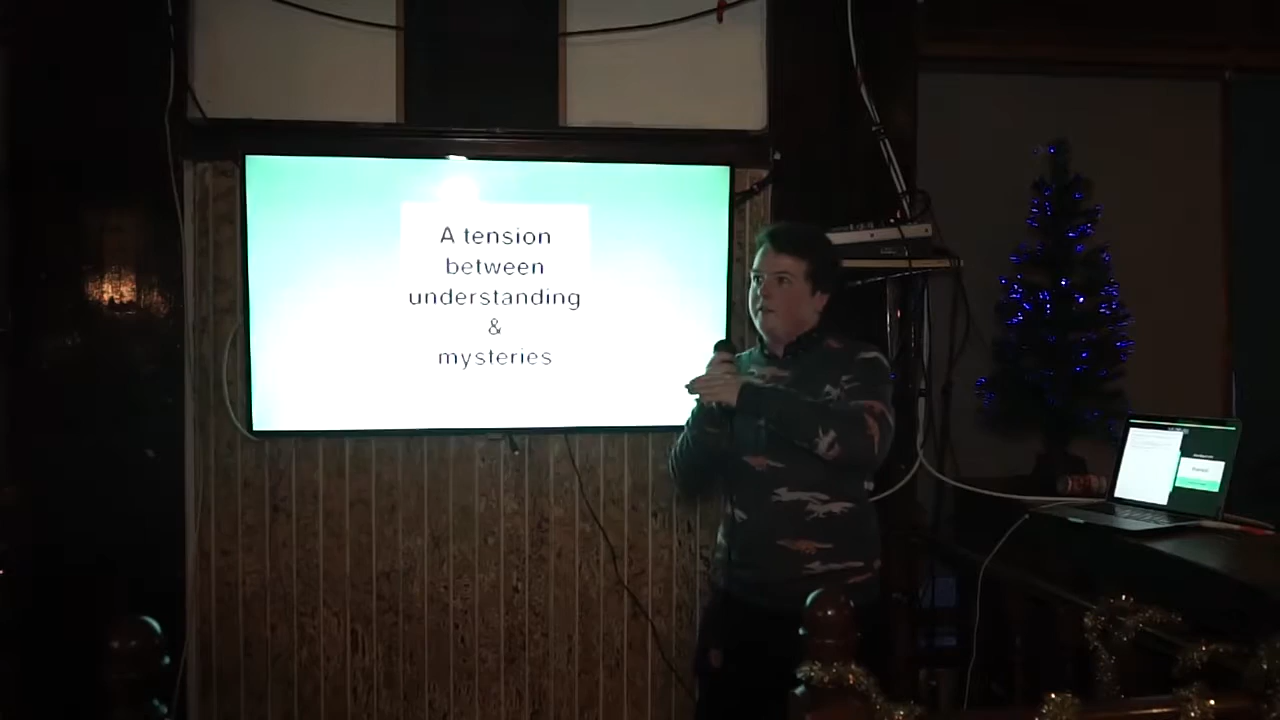 A tension
between
understanding
&
mysteries